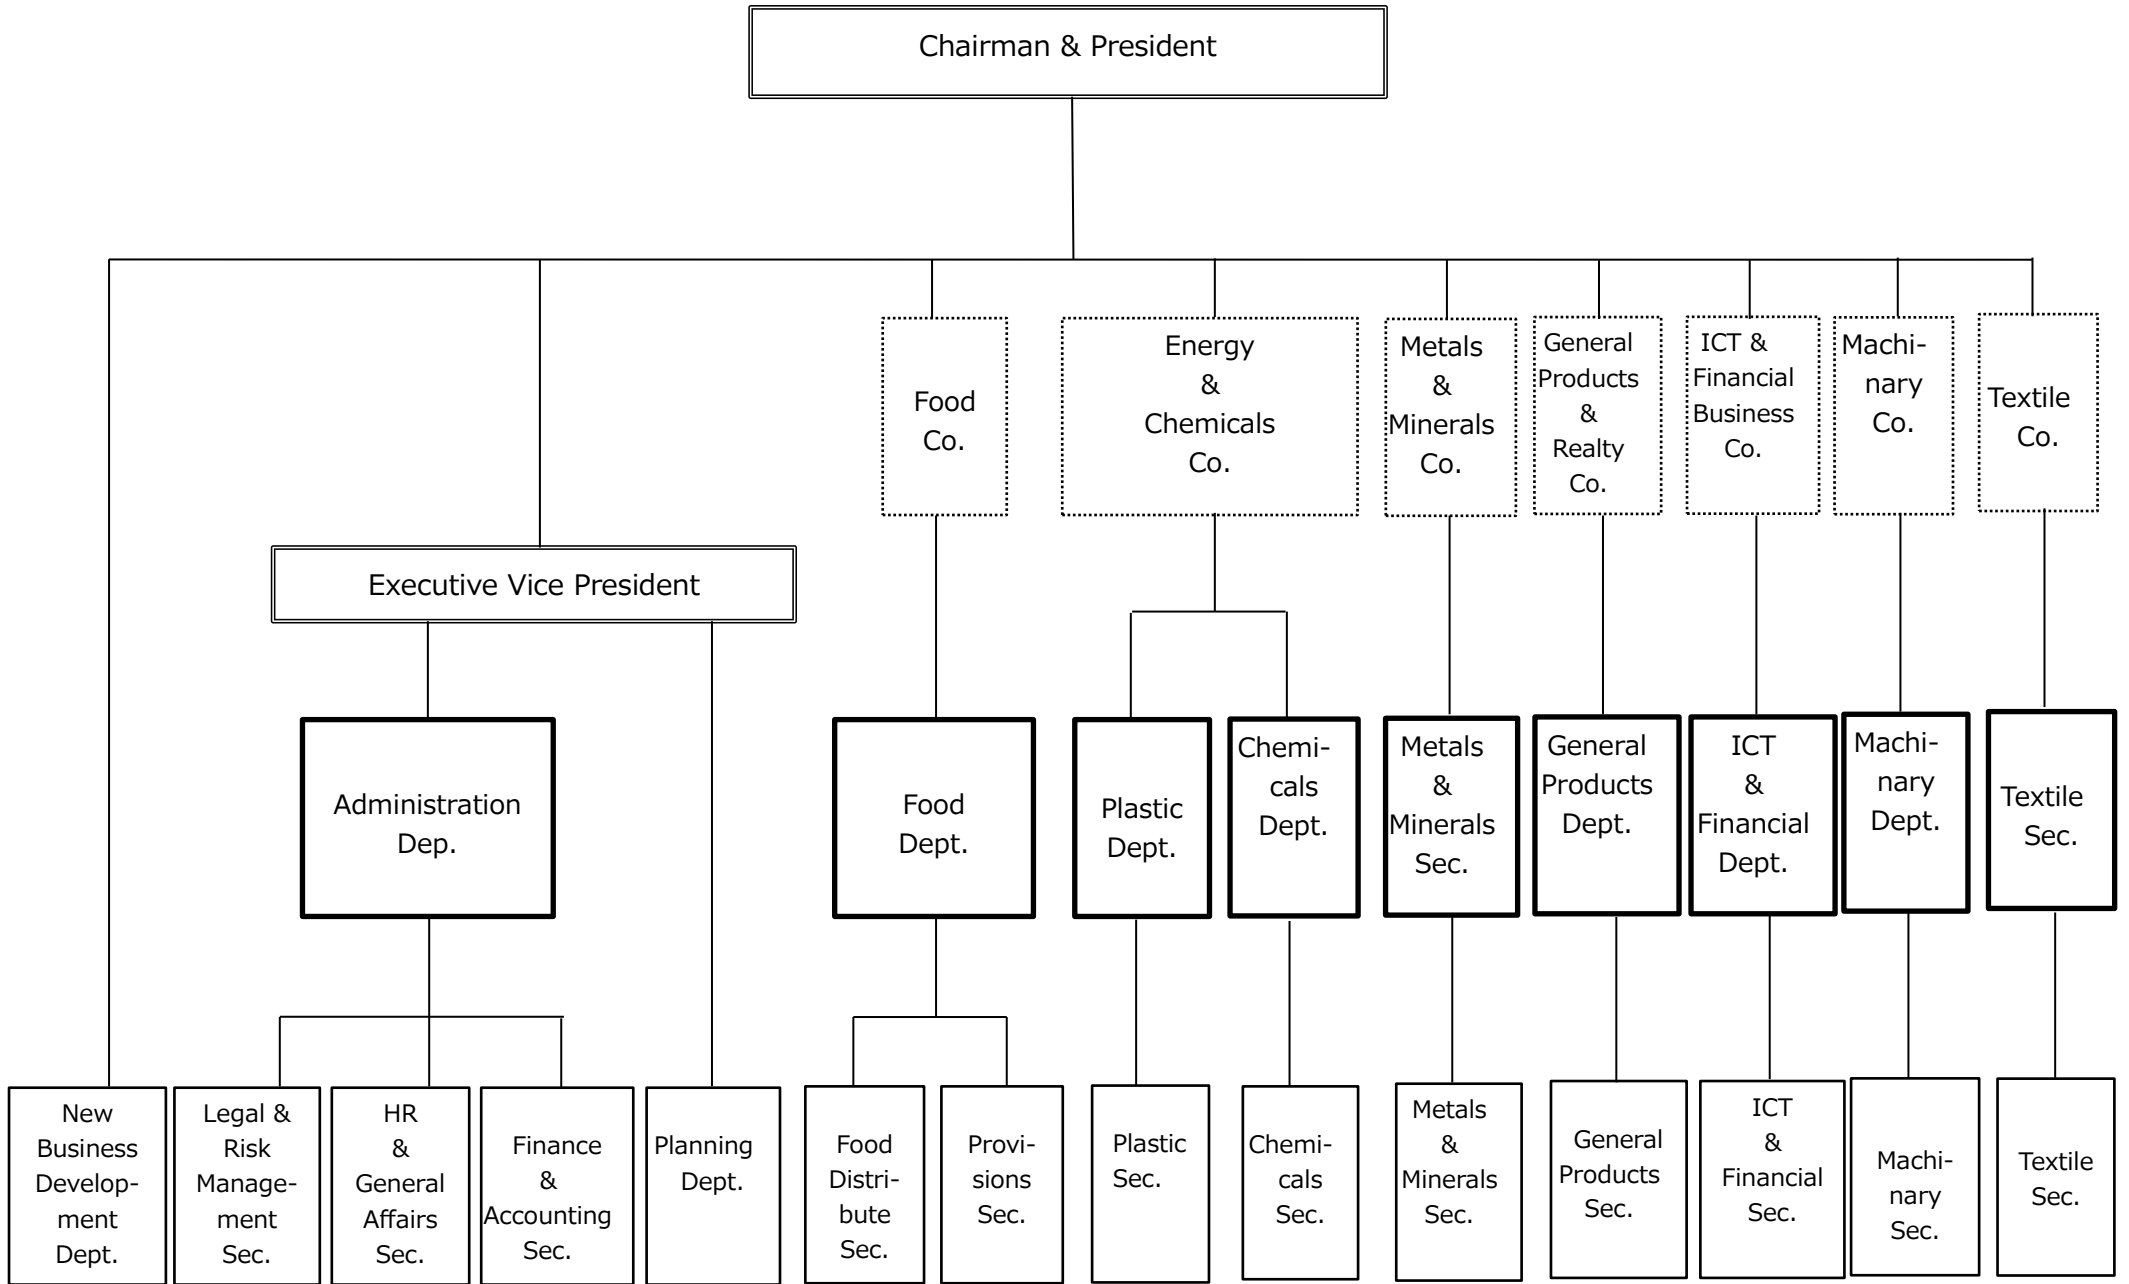 Chairman & President
Food
Co.
Energy
&
Chemicals
Co.
Metals
&
Minerals
Co.
General
Products
&
Realty
Co.
ICT &
Financial
Business
Co.
Machi-
nary
Co.
Textile
Co.
Executive Vice President
Administration
Dep.
Food
Dept.
Plastic
Dept.
Chemi-
cals
Dept.
Metals
&
Minerals
Sec.
General
Products
Dept.
ICT
&
Financial
Dept.
Machi-
nary
Dept.
Textile
Sec.
New
Business
Develop-
ment
Dept.
Legal &
Risk
Manage-
ment
Sec.
HR
&
General
Affairs
Sec.
Finance
&
Accounting
Sec.
Planning
Dept.
Food
Distri-
bute
Sec.
Provi-
sions
Sec.
Plastic
Sec.
Chemi-
cals
Sec.
Metals
&
Minerals
Sec.
General
Products
Sec.
ICT
&
Financial
Sec.
Machi-
nary
Sec.
Textile
Sec.